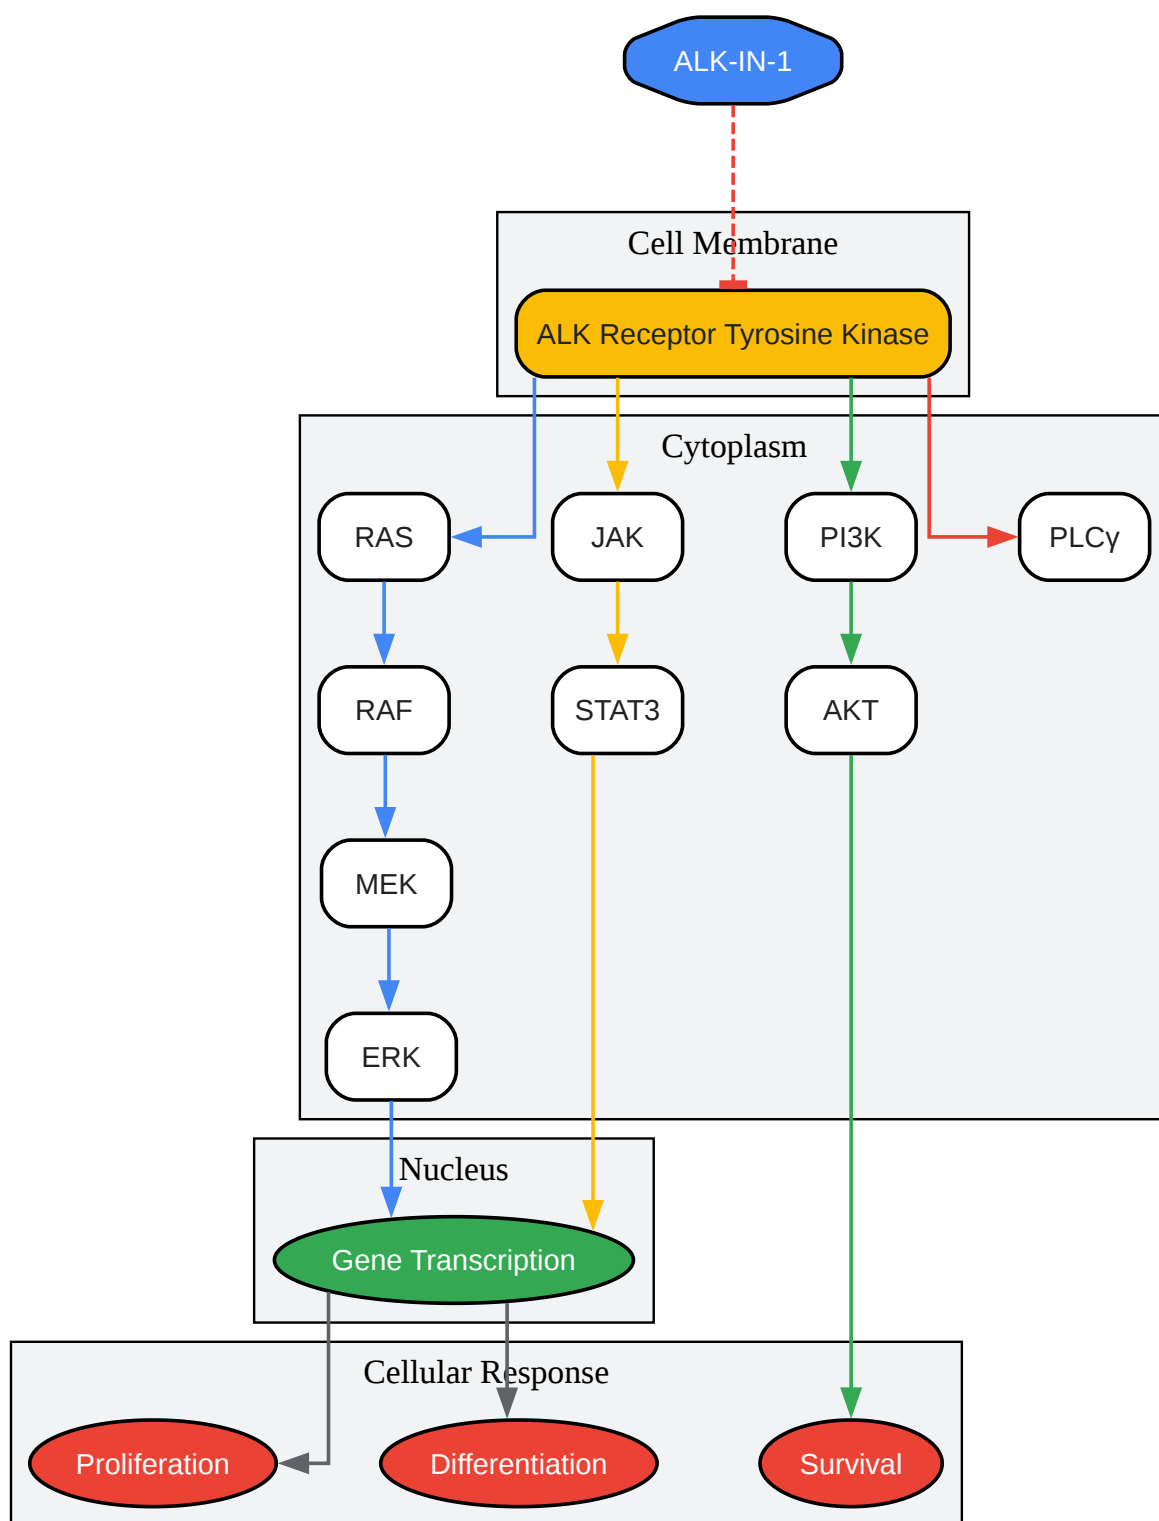 ALK-IN-1
Cell Membrane
ALK Receptor Tyrosine Kinase
Cytoplasm
RAS
JAK
PI3K
PLCγ
RAF
STAT3
AKT
MEK
ERK
Nucleus
Gene Transcription
Cellular Response
Proliferation
Differentiation
Survival